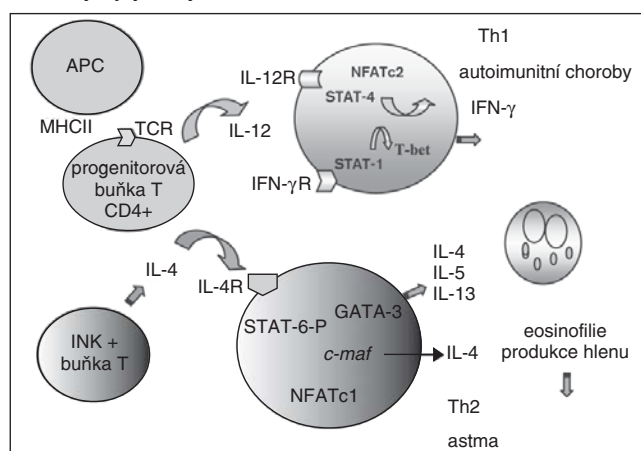 APC
MHCII
TCR
progenitorová
buňka T
CD4+
IL-12
IL-12R
NFATc2
STAT-4
T-bet
STAT-1
IFN-γR
Th1
autoimunitní choroby
IFN-γ
IL-4
INK +
buňka T
IL-4R
STAT-6-P
GATA-3
c-maf
NFATc1
IL-4
IL-5
IL-13
IL-4
eosinofilie
produkce hlenu
Th2
astma